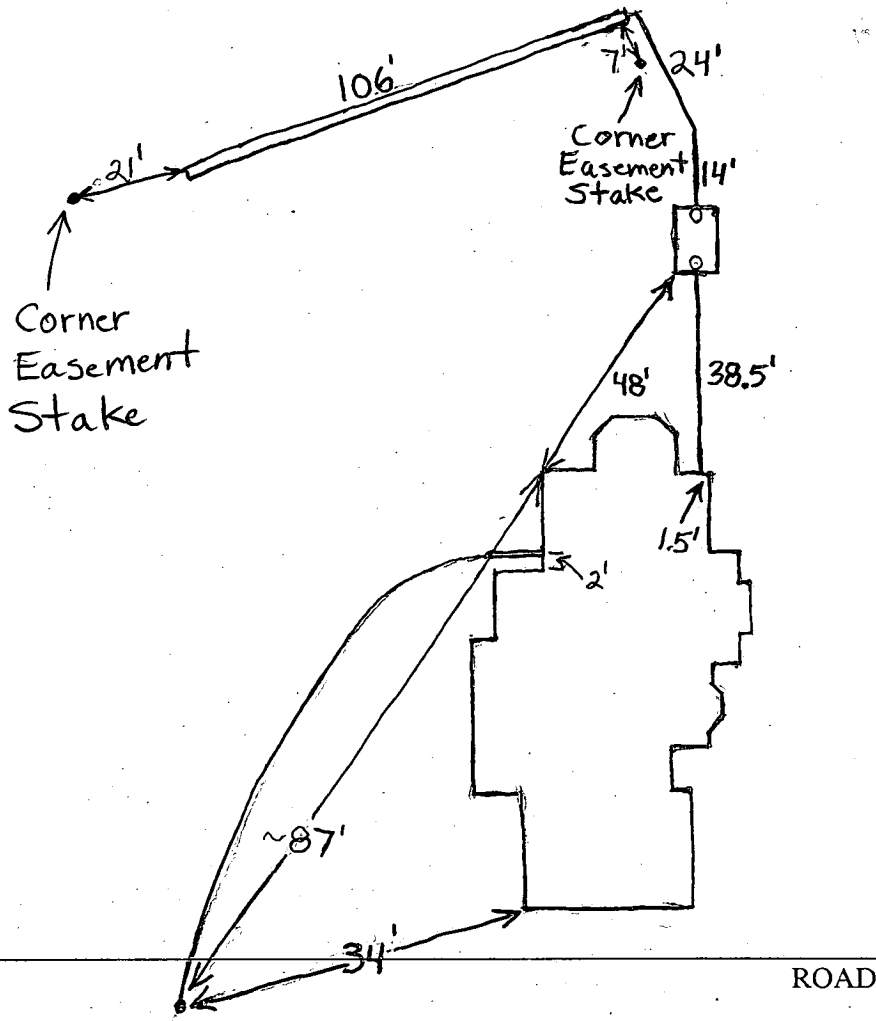 106'
7'
24'
21'
Corner
Easement
Stake
14'
Corner
Easement
Stake
48'
38.5'
1.5'
2'
~87'
34'
ROAD